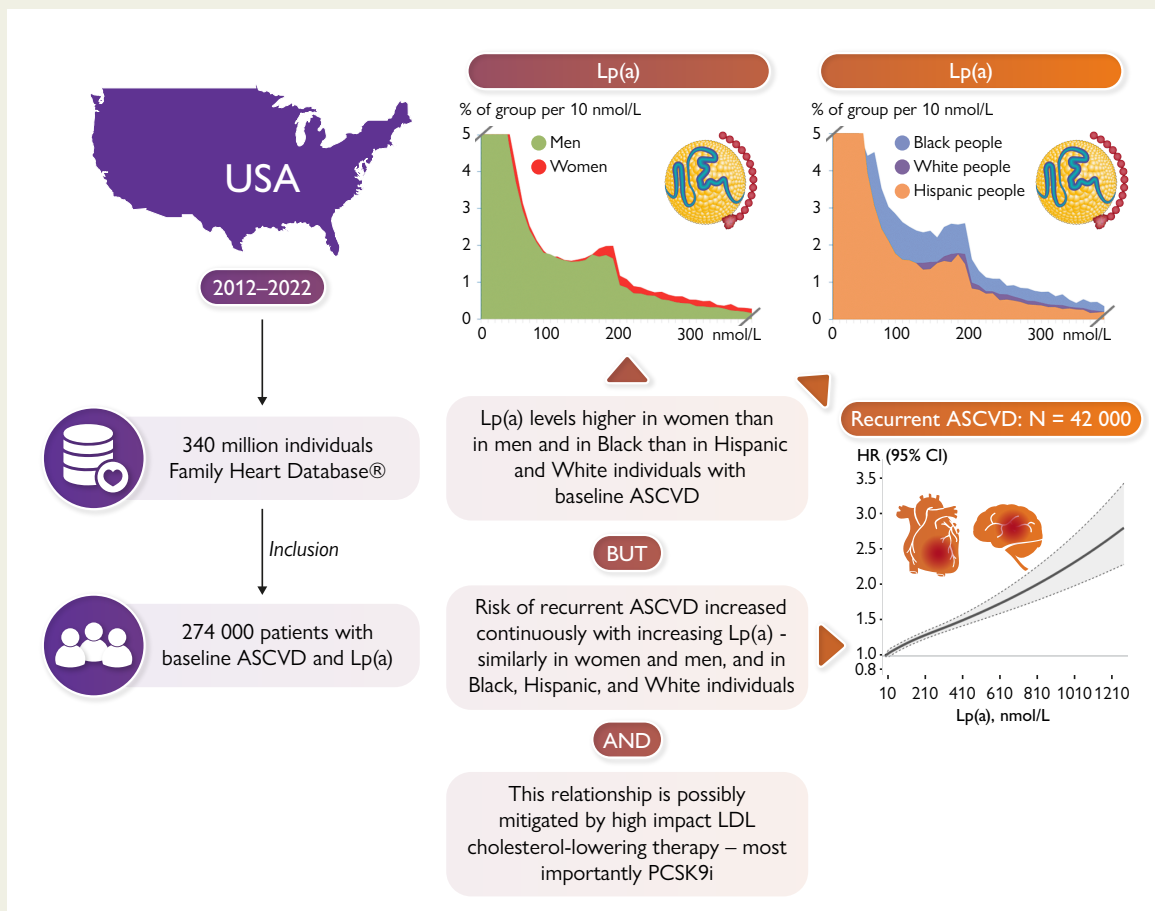 USA
2012–2022
340 million individuals
Family Heart Database®
Inclusion
274 000 patients with
baseline ASCVD and Lp(a)
Lp(a)
% of group per 10 nmol/L
5
4
3
2
1
0
Men
Women
0 100 200 300 nmol/L
Lp(a)
% of group per 10 nmol/L
5
4
3
2
1
0
Black people
White people
Hispanic people
0 100 200 300 nmol/L
Lp(a) levels higher in women than
in men and in Black than in Hispanic
and White individuals with
baseline ASCVD
BUT
Risk of recurrent ASCVD increased
continuously with increasing Lp(a) -
similarly in women and men, and in
Black, Hispanic, and White individuals
AND
This relationship is possibly
mitigated by high impact LDL
cholesterol-lowering therapy – most
importantly PCSK9i
Recurrent ASCVD: N = 42 000
HR (95% CI)
3.5
3.0
2.5
2.0
1.5
1.0
0.8
10 210 410 610 810 1010 1210
Lp(a), nmol/L